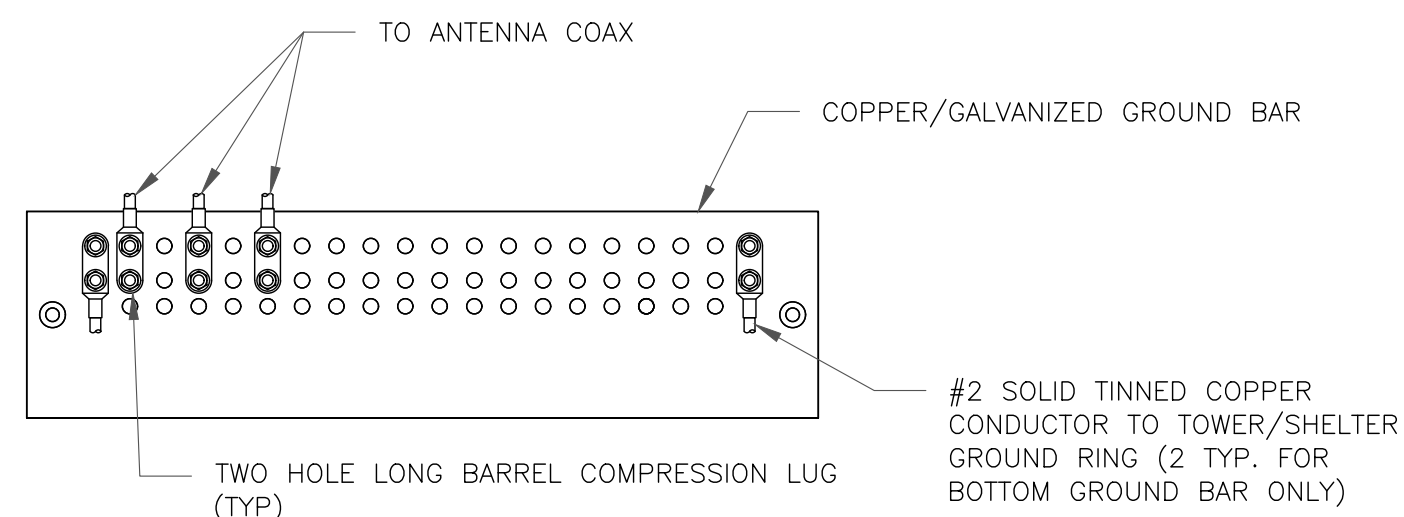 TO ANTENNA COAX
COPPER/GALVANIZED GROUND BAR
#2 SOLID TINNED COPPER
CONDUCTOR TO TOWER/SHELTER
GROUND RING (2 TYP. FOR
BOTTOM GROUND BAR ONLY)
TWO HOLE LONG BARREL COMPRESSION LUG
(TYP)